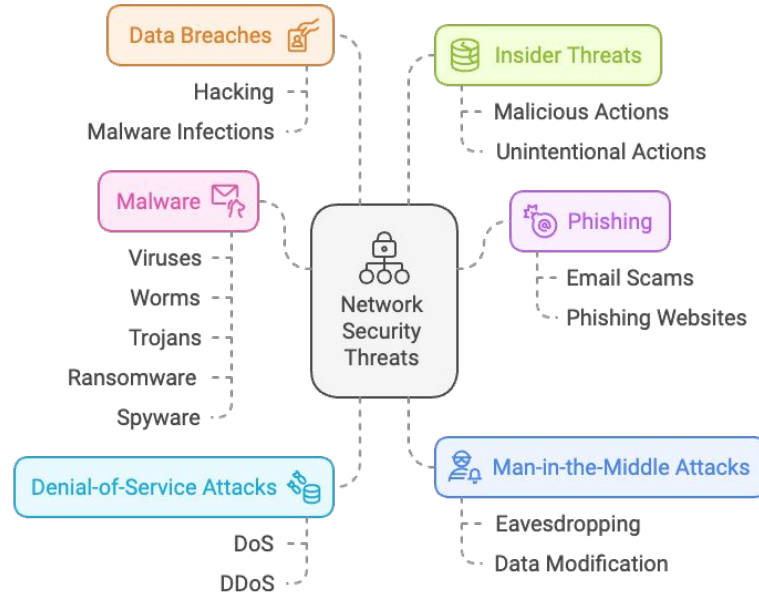 Data Breaches
Hacking
Malware Infections
Malware
Viruses
Worms
Trojans
Ransomware
Spyware
Denial-of-Service Attacks
DoS
DDoS
Network
Security
Threats
Insider Threats
Malicious Actions
Unintentional Actions
Phishing
@
Email Scams
Phishing Websites
Man-in-the-Middle Attacks
Eavesdropping
Data Modification